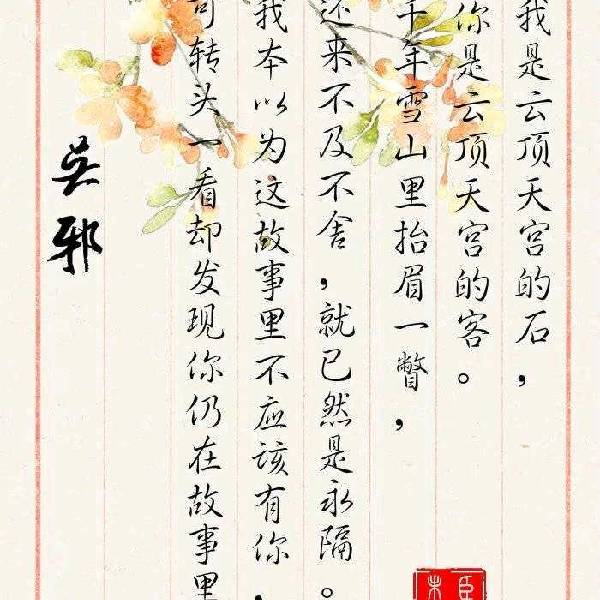 我是云顶天宫的石，
你是云顶天宫的客。
千年雪山里抬眉一瞥，
还来不及不舍，就已然是永隔。
我本以为这故事里不应该有你，
可转头一看却发现你仍在故事里
吴邪